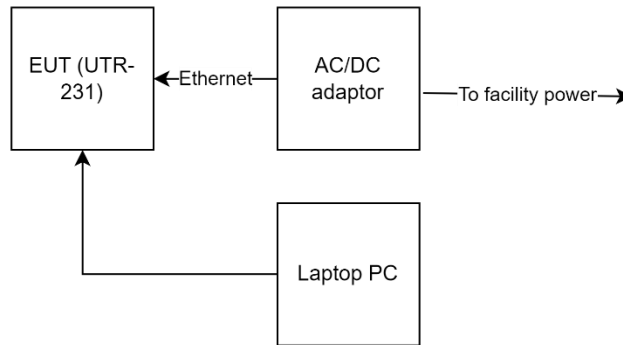 EUT (UTR-
231)
Ethernet
AC/DC
adaptor
To facility power
Laptop PC